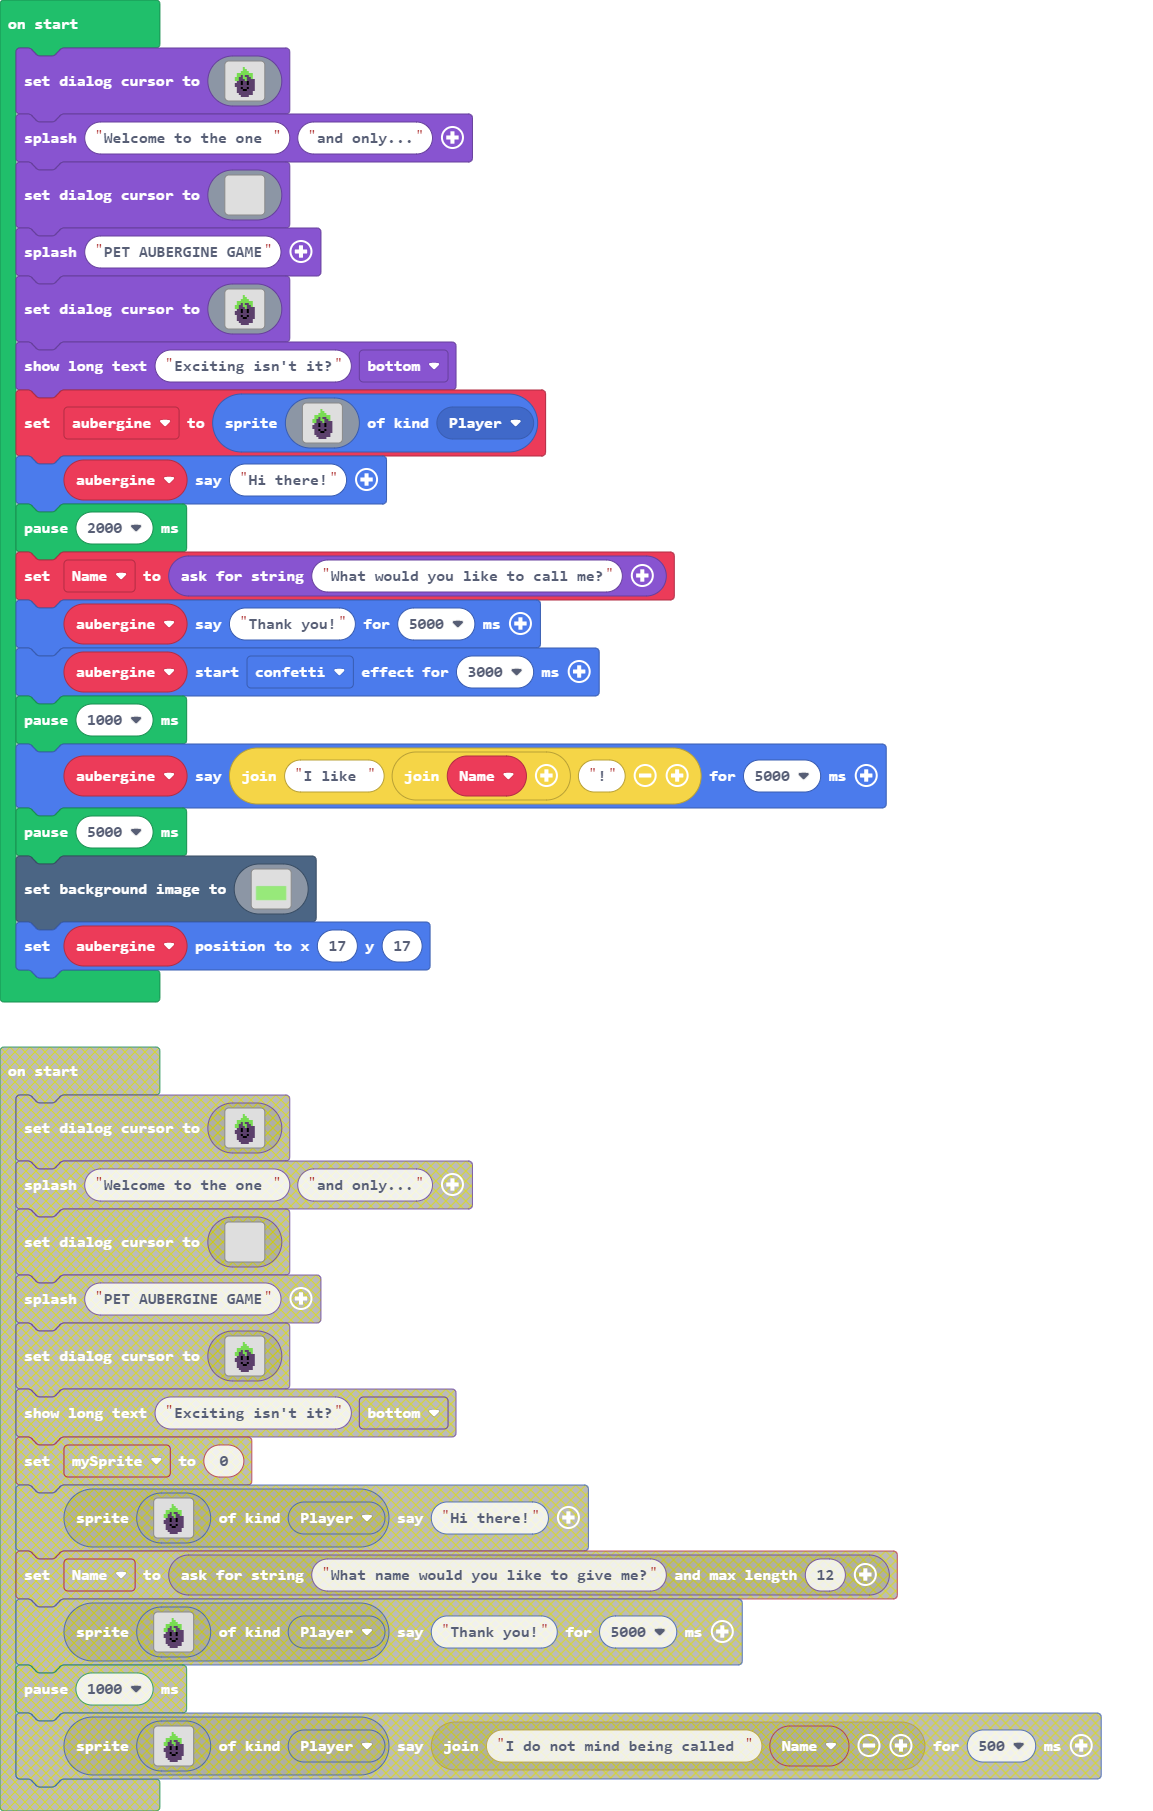 on start
set dialog cursor to
splash "Welcome to the one " "and only..."
set dialog cursor to
splash "PET AUBERGINE GAME"
set dialog cursor to
show long text "Exciting isn't it?" bottom
set aubergine to sprite of kind Player
aubergine say "Hi there!"
pause 2000 ms
set Name to ask for string "What would you like to call me?"
aubergine say "Thank you!" for 5000 ms
aubergine start confetti effect for 3000 ms
pause 1000 ms
aubergine say join "I like " join Name "!" for 5000 ms
pause 5000 ms
set background image to
set aubergine position to x 17 y 17
on start
set dialog cursor to
splash "Welcome to the one " "and only..."
set dialog cursor to
splash "PET AUBERGINE GAME"
set dialog cursor to
show long text "Exciting isn't it?" bottom
set mySprite to 0
sprite of kind Player say "Hi there!"
set Name to ask for string "What name would you like to give me?" and max length 12
sprite of kind Player say "Thank you!" for 5000 ms
pause 1000 ms
sprite of kind Player say join "I do not mind being called " Name for 500 ms